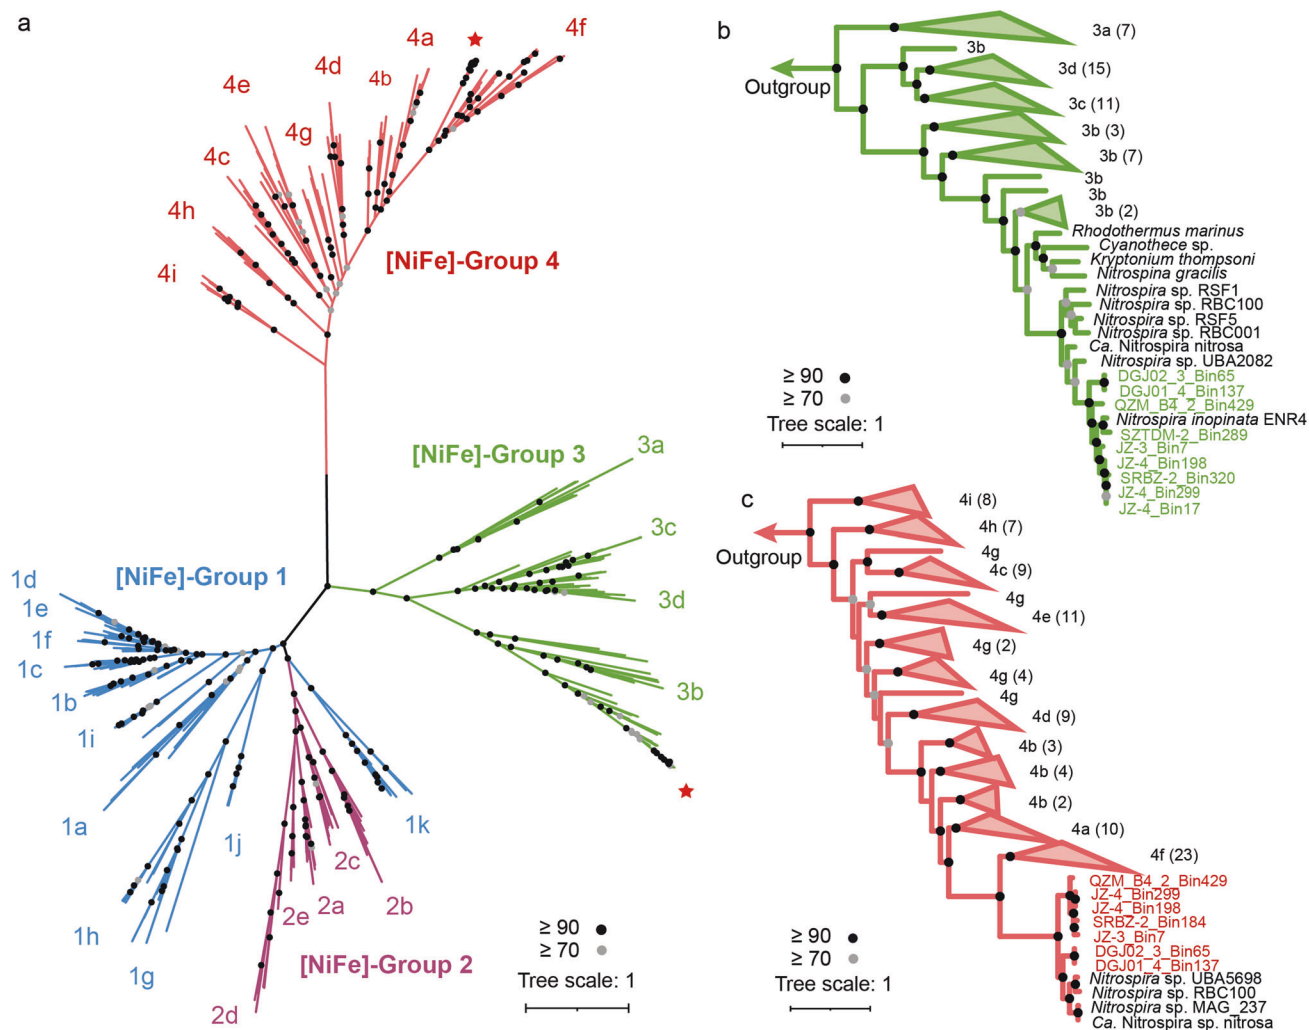 a
4a
4f
4d
4b
4e
4g
4c
4h
4i
[NiFe]-Group 4
[NiFe]-Group 3
3a
3c
3d
3b
[NiFe]-Group 1
1d
1e
1f
1c
1b
1i
1a
1j
1k
1h
1g
2c
2b
2a
2e
2d
[NiFe]-Group 2
≥ 90
≥ 70
Tree scale: 1
b
Outgroup
3a (7)
3b
3d (15)
3c (11)
3b (3)
3b (7)
3b
3b
3b (2)
Rhodothermus marinus
Cyanothece sp.
Kryptonium thompsoni
Nitrospina gracilis
Nitrospira sp. RSF1
Nitrospira sp. RBC100
Nitrospira sp. RSF5
Nitrospira sp. RBC001
Ca. Nitrospira nitrosa
Nitrospira sp. UBA2082
DGJ02_3_Bin65
DGJ01_4_Bin137
QZM_B4_2_Bin429
Nitrospira inopinata ENR4
SZTDM-2_Bin289
JZ-3_Bin7
JZ-4_Bin198
SRBZ-2_Bin320
JZ-4_Bin299
JZ-4_Bin17
≥ 90
≥ 70
Tree scale: 1
c
Outgroup
4i (8)
4h (7)
4g
4c (9)
4g
4e (11)
4g (2)
4g (4)
4g
4d (9)
4b (3)
4b (4)
4b (2)
4a (10)
4f (23)
QZM_B4_2_Bin429
JZ-4_Bin299
JZ-4_Bin198
SRBZ-2_Bin184
JZ-3_Bin7
DGJ02_3_Bin65
DGJ01_4_Bin137
Nitrospira sp. UBA5698
Nitrospira sp. RBC100
Nitrospira sp. MAG_237
Ca. Nitrospira sp. nitrosa
≥ 90
≥ 70
Tree scale: 1